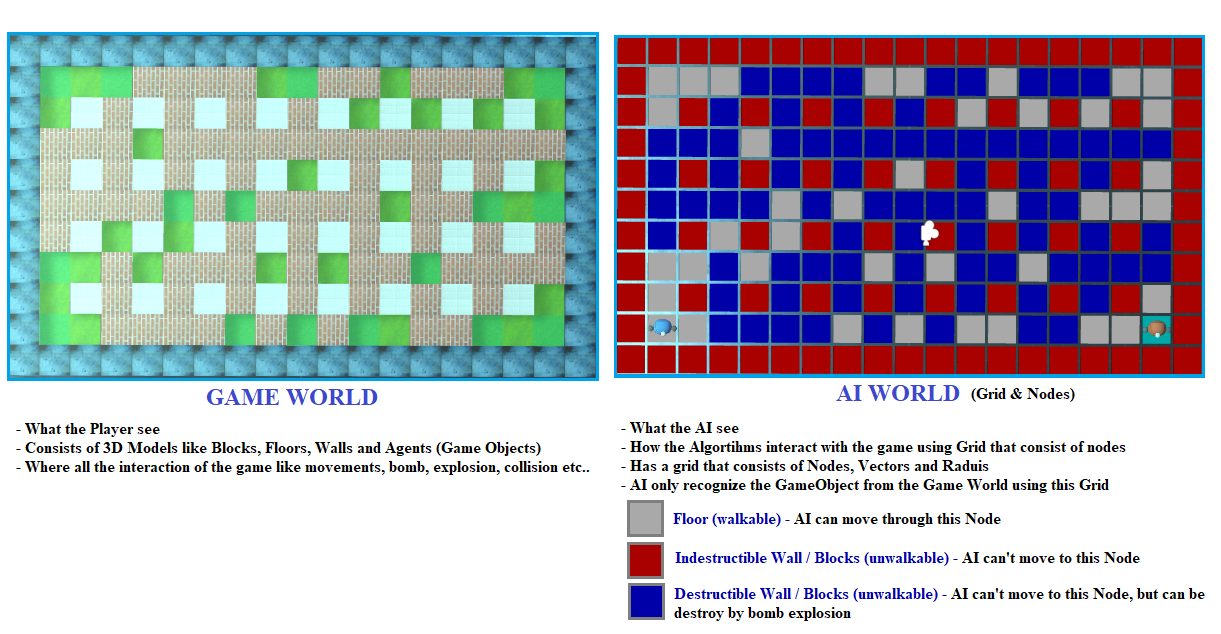 GAME WORLD
- What the Player see
- Consists of 3D Models like Blocks, Floors, Walls and Agents (Game Objects)
- Where all the interaction of the game like movements, bomb, explosion, collision etc..
AI WORLD (Grid & Nodes)
- What the AI see
- How the Algortihms interact with the game using Grid that consist of nodes
- Has a grid that consists of Nodes, Vectors and Raduis
- AI only recognize the GameObject from the Game World using this Grid
Floor (walkable) - AI can move through this Node
Indestructible Wall / Blocks (unwalkable) - AI can't move to this Node
Destructible Wall / Blocks (unwalkable) - AI can't move to this Node, but can be
destroy by bomb explosion